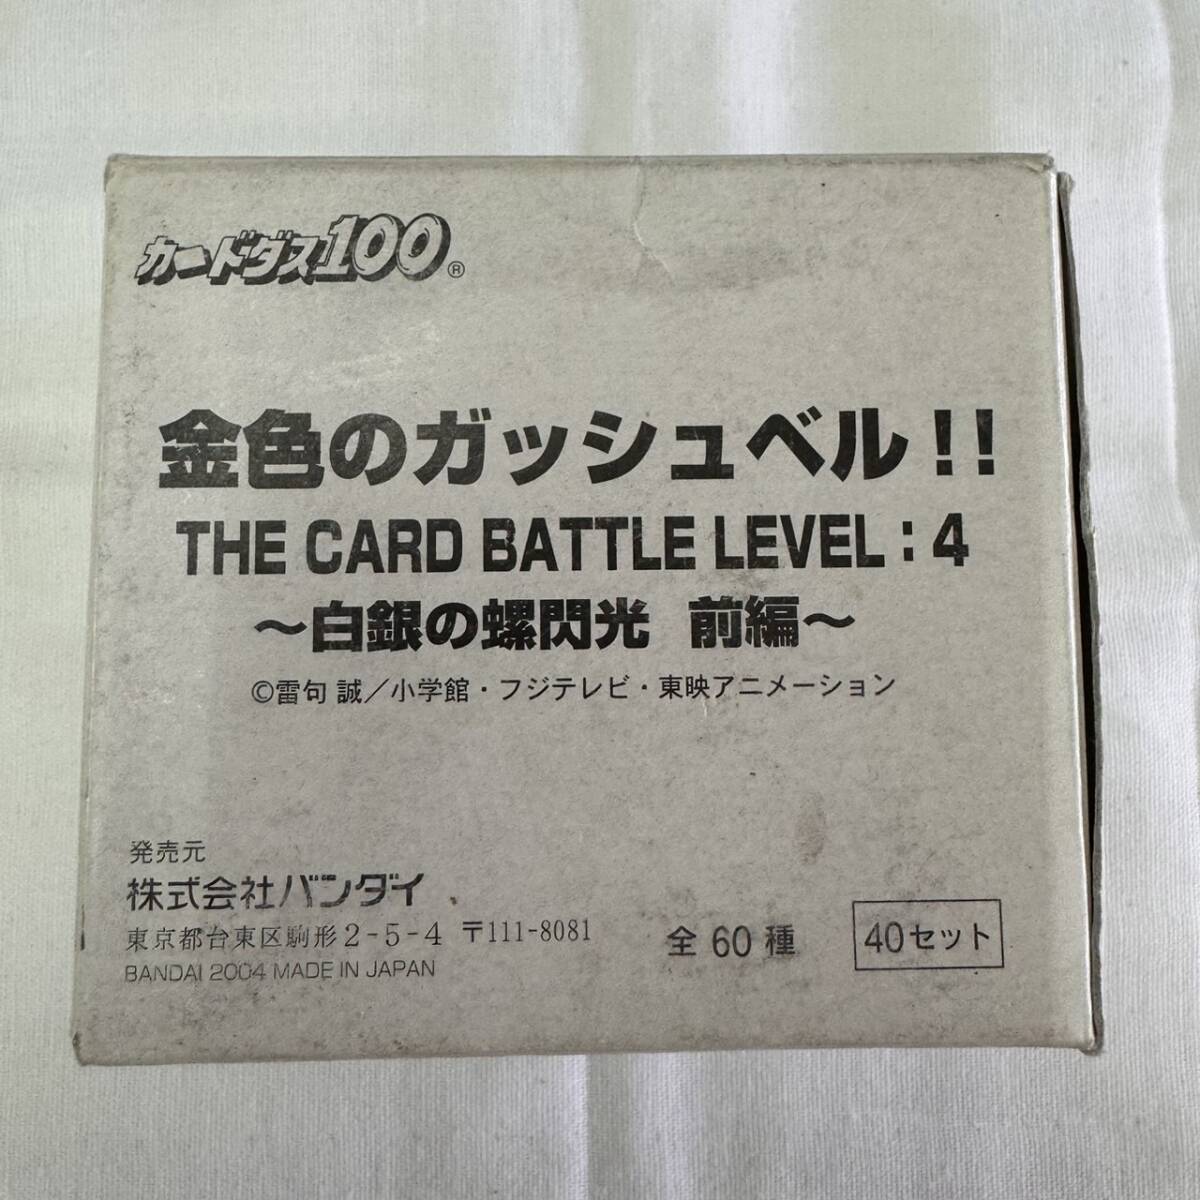 カードダス100®
金色のガッシュベル!!
THE CARD BATTLE LEVEL:4
～白銀の螺閃光 前編～
©雷句 誠／小学館・フジテレビ・東映アニメーション
発売元
株式会社バンダイ
東京都台東区駒形2-5-4 〒111-8081
BANDAI 2004 MADE IN JAPAN
全60種
40セット